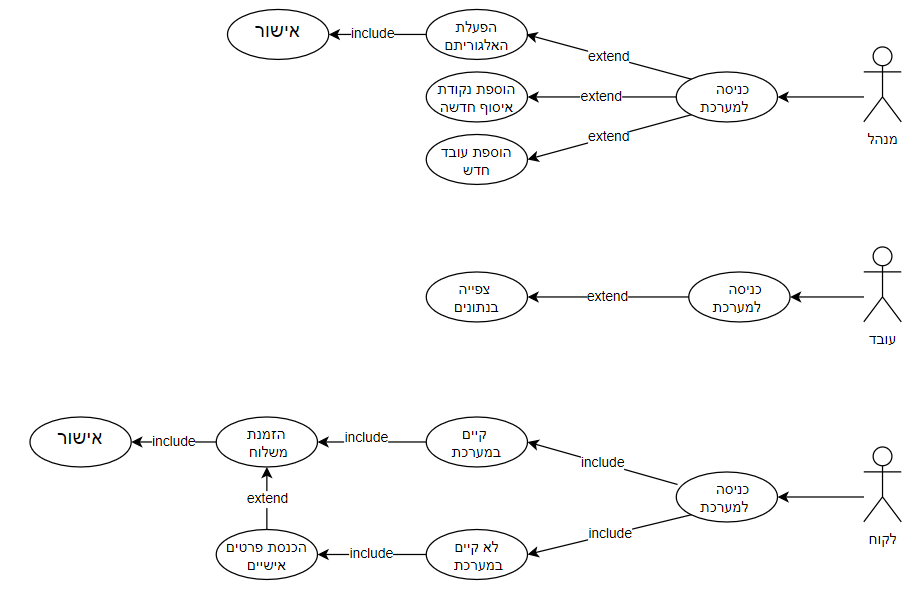 הפעלת
האלגוריתם
include
אישור
extend
כניסה
למערכת
מנהל
הוספת נקודת
איסוף חדשה
extend
הוספת עובד
חדש
extend
כניסה
למערכת
עובד
extend
צפייה
בנתונים
כניסה
למערכת
לקוח
include
קיים
במערכת
include
הזמנת
משלוח
include
אישור
include
לא קיים
במערכת
include
הכנסת פרטים
אישיים
extend